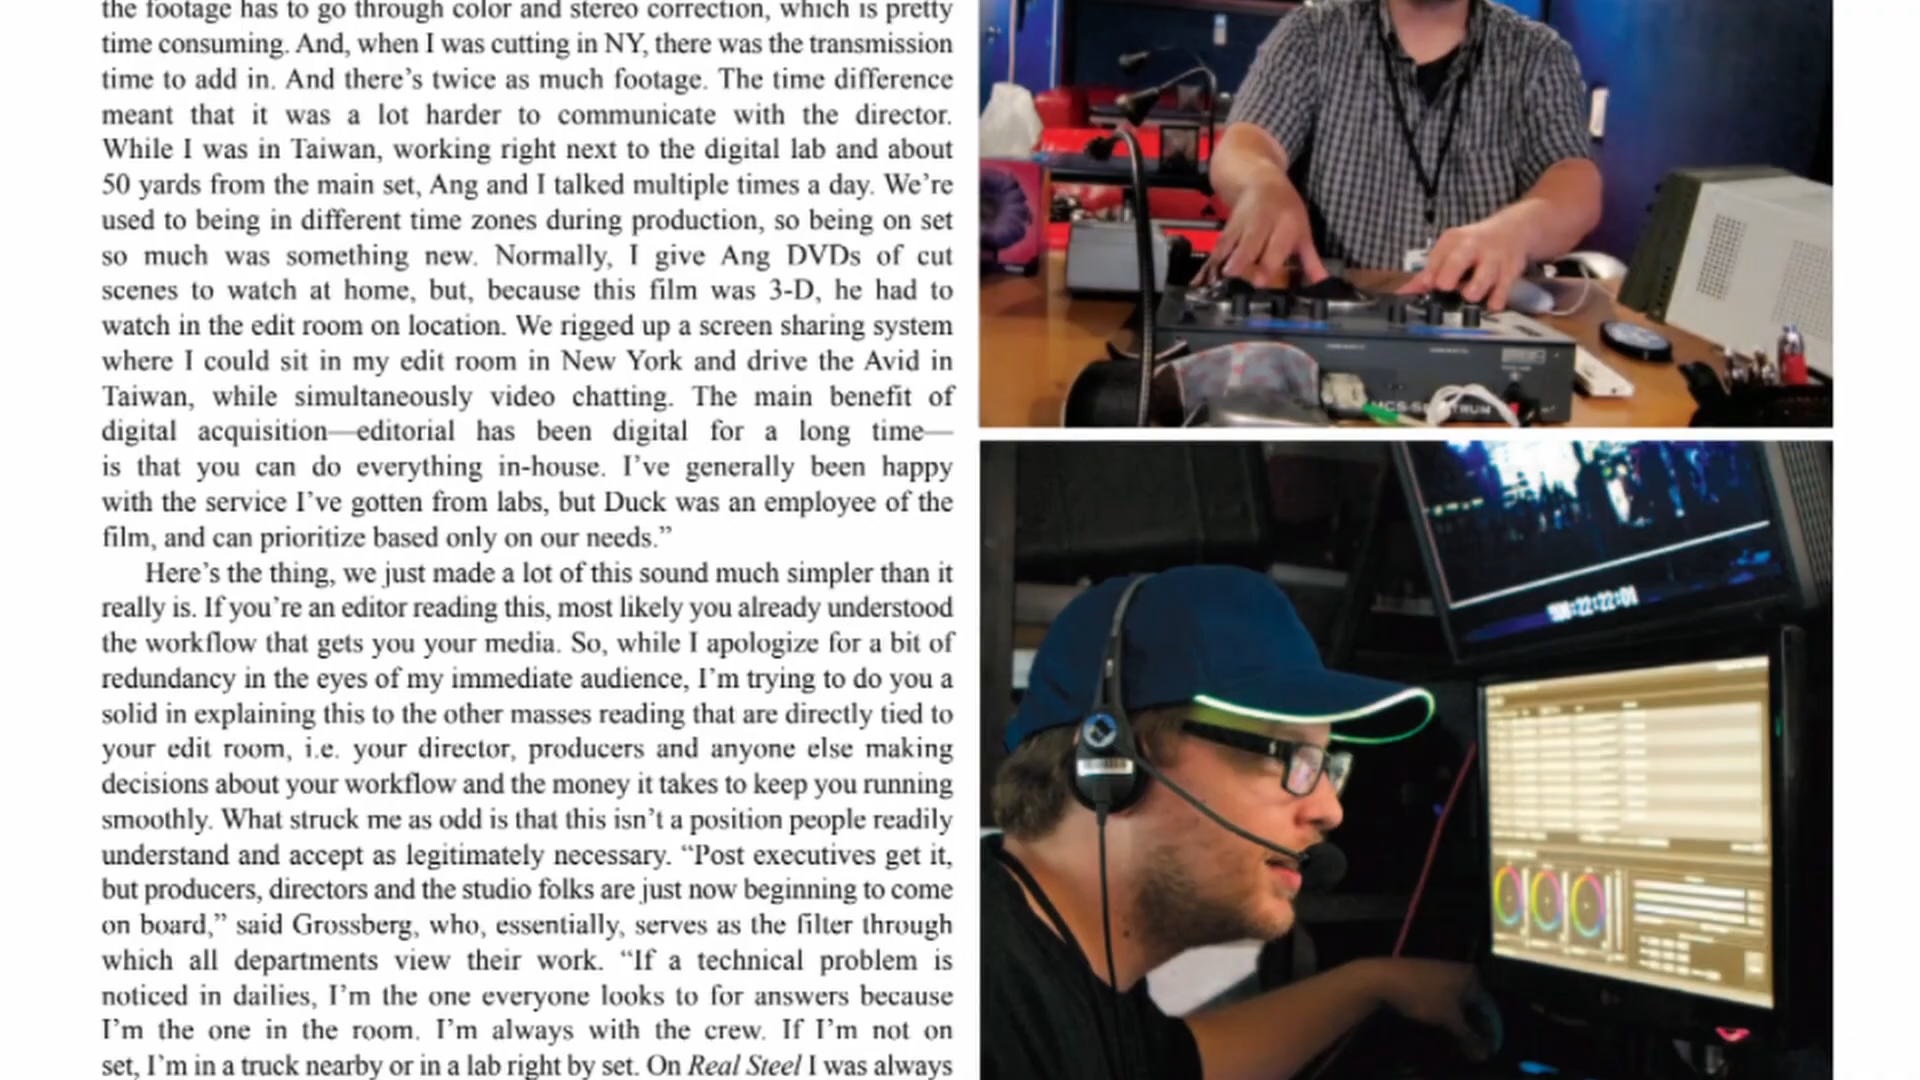 the footage has to go through color and stereo correction, which is pretty
time consuming. And, when I was cutting in NY, there was the transmission
time to add in. And there’s twice as much footage. The time difference
meant that it was a lot harder to communicate with the director.
While I was in Taiwan, working right next to the digital lab and about
50 yards from the main set, Ang and I talked multiple times a day. We’re
used to being in different time zones during production, so being on set
so much was something new. Normally, I give Ang DVDs of cut
scenes to watch at home, but, because this film was 3-D, he had to
watch in the edit room on location. We rigged up a screen sharing system
where I could sit in my edit room in New York and drive the Avid in
Taiwan, while simultaneously video chatting. The main benefit of
digital acquisition—editorial has been digital for a long time—
is that you can do everything in-house. I’ve generally been happy
with the service I’ve gotten from labs, but Duck was an employee of the
film, and can prioritize based only on our needs.”
Here’s the thing, we just made a lot of this sound much simpler than it
really is. If you’re an editor reading this, most likely you already understood
the workflow that gets you your media. So, while I apologize for a bit of
redundancy in the eyes of my immediate audience, I’m trying to do you a
solid in explaining this to the other masses reading that are directly tied to
your edit room, i.e. your director, producers and anyone else making
decisions about your workflow and the money it takes to keep you running
smoothly. What struck me as odd is that this isn’t a position people readily
understand and accept as legitimately necessary. “Post executives get it,
but producers, directors and the studio folks are just now beginning to come
on board,” said Grossberg, who, essentially, serves as the filter through
which all departments view their work. “If a technical problem is
noticed in dailies, I’m the one everyone looks to for answers because
I’m the one in the room. I’m always with the crew. If I’m not on
set, I’m in a truck nearby or in a lab right by set. On Real Steel I was always
:22:22:01